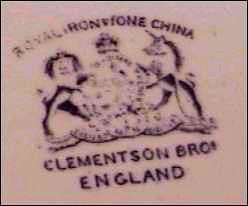 ROYAL IRONSTONE CHINA
CLEMENTSON BROS
ENGLAND